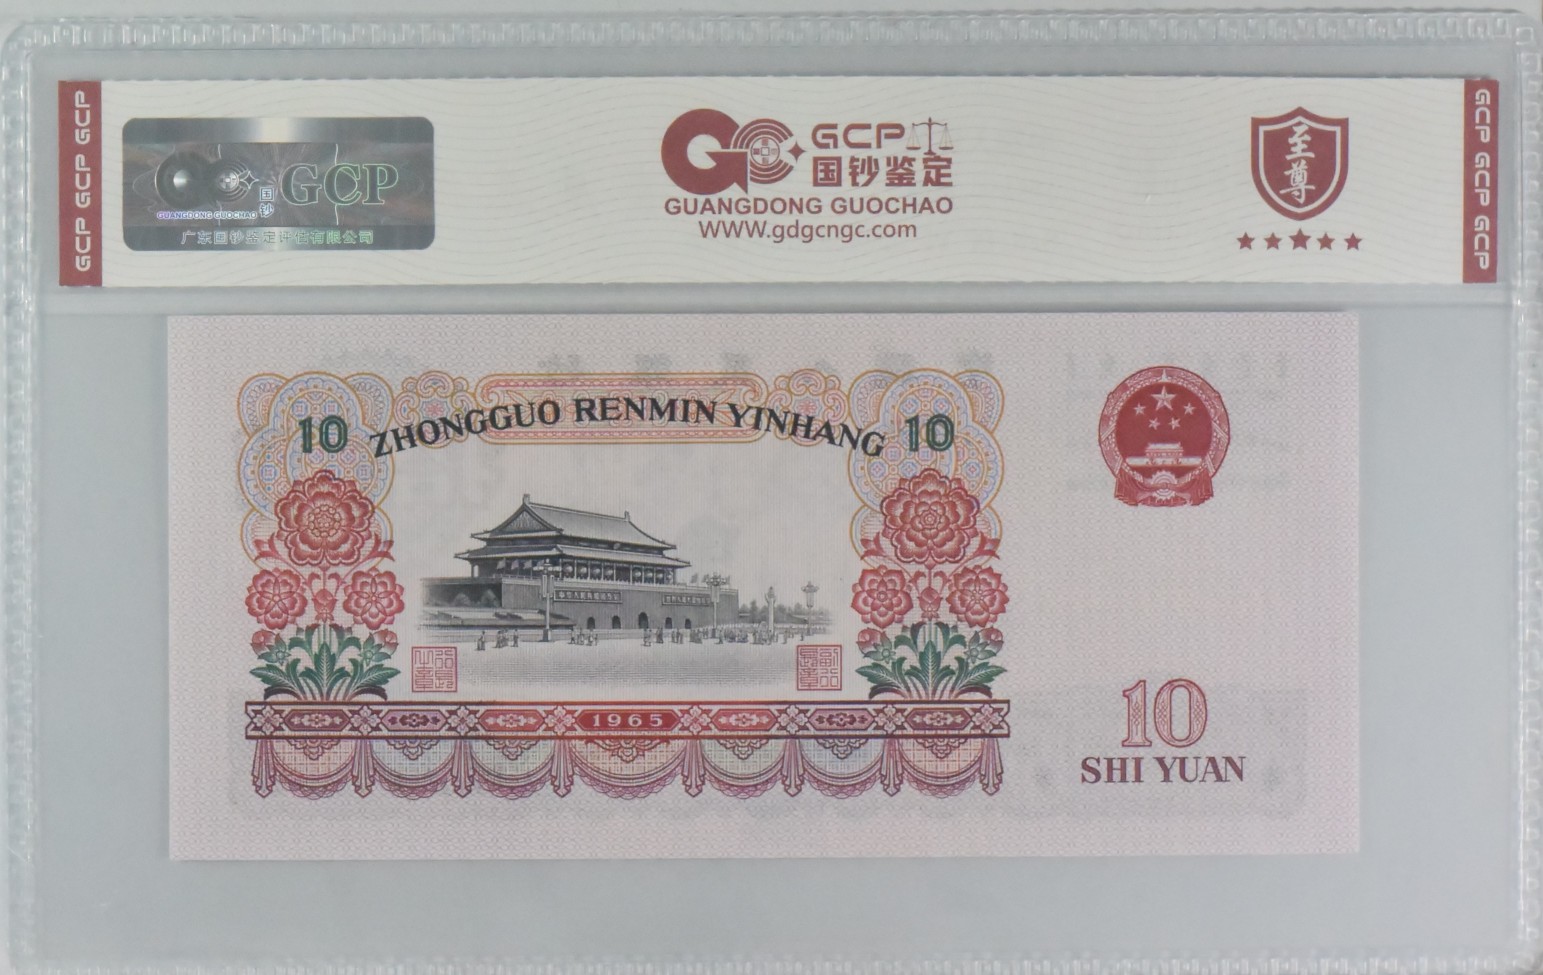 GCP GCP GCP
GCP
国
钞
GUANGDONG GUOCHAO
广东国钞鉴定评估有限公司
GCP
国钞鉴定
GUANGDONG GUOCHAO
WWW.gdgcngc.com
至
尊
GCP GCP GCP
10 ZHONGGUO RENMIN YINHANG 10
1965
10
SHI YUAN